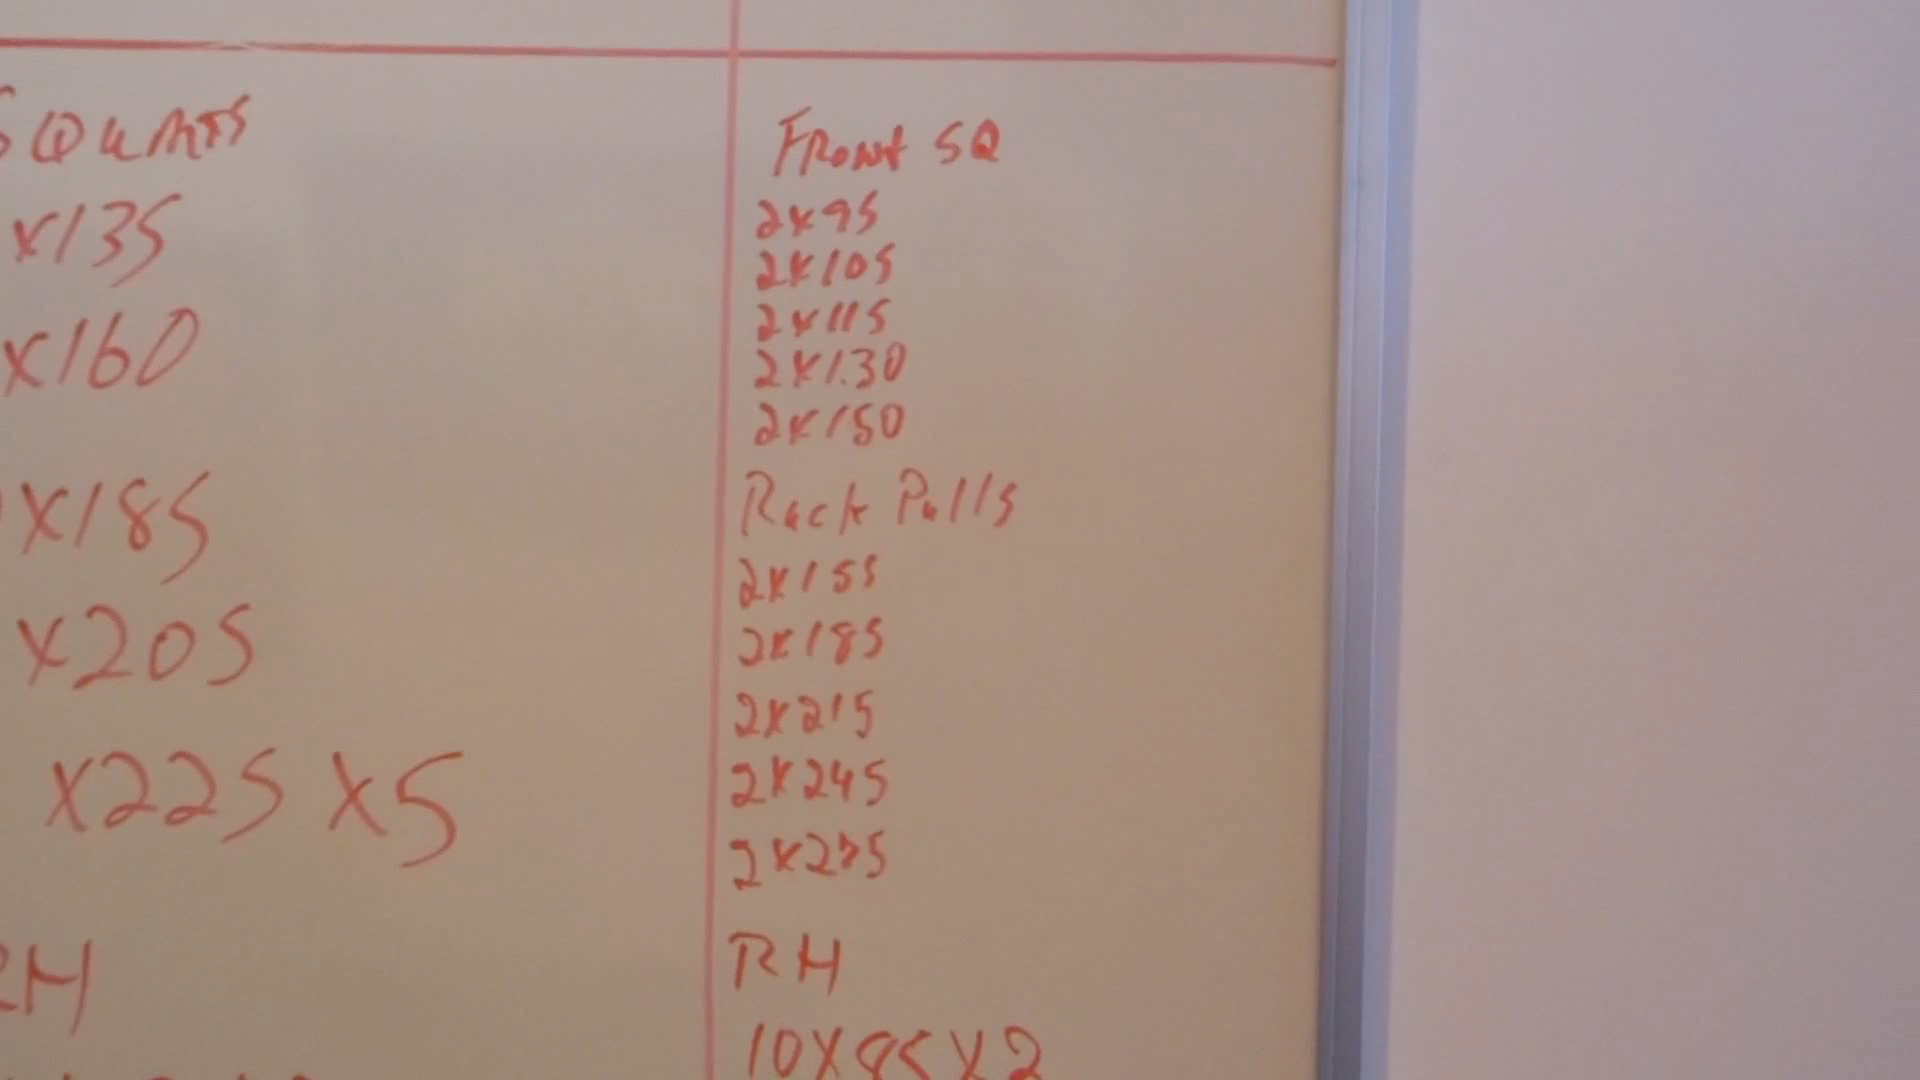 Squats
x135
x160
x185
x205
x225 x5
RH
Front SQ
2x95
2x105
2x115
2x130
2x150
Rack Pulls
2x155
2x185
2x215
2x245
2x275
RH
10x85x2